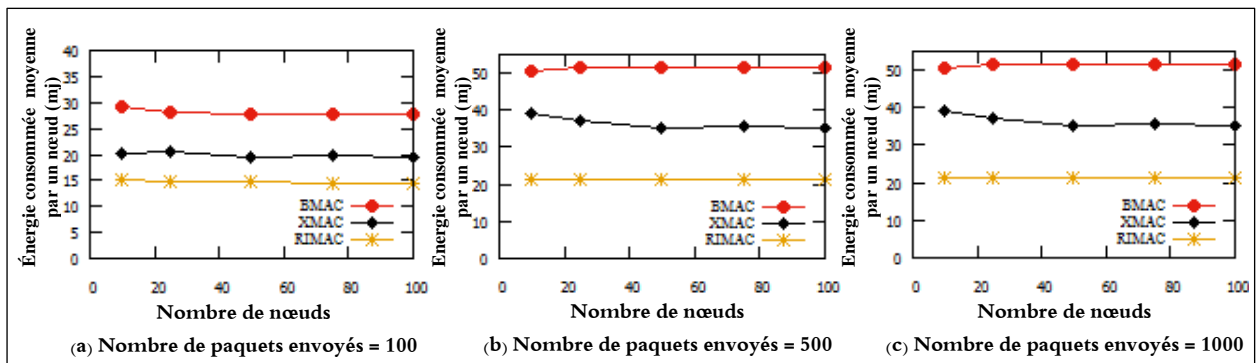 Énergie consommée moyenne
par un nœud (mj)
40
35
30
25
20
15
10
5
0
BMAC
XMAC
RIMAC
0 20 40 60 80 100
Nombre de nœuds
(a) Nombre de paquets envoyés = 100
Energie consommée moyenne
par un nœud (mj)
50
40
30
20
10
0
BMAC
XMAC
RIMAC
0 20 40 60 80 100
Nombre de nœuds
(b) Nombre de paquets envoyés = 500
Energie consommée moyenne
par un nœud (mj)
50
40
30
20
10
0
BMAC
XMAC
RIMAC
0 20 40 60 80 100
Nombre de nœuds
(c) Nombre de paquets envoyés = 1000